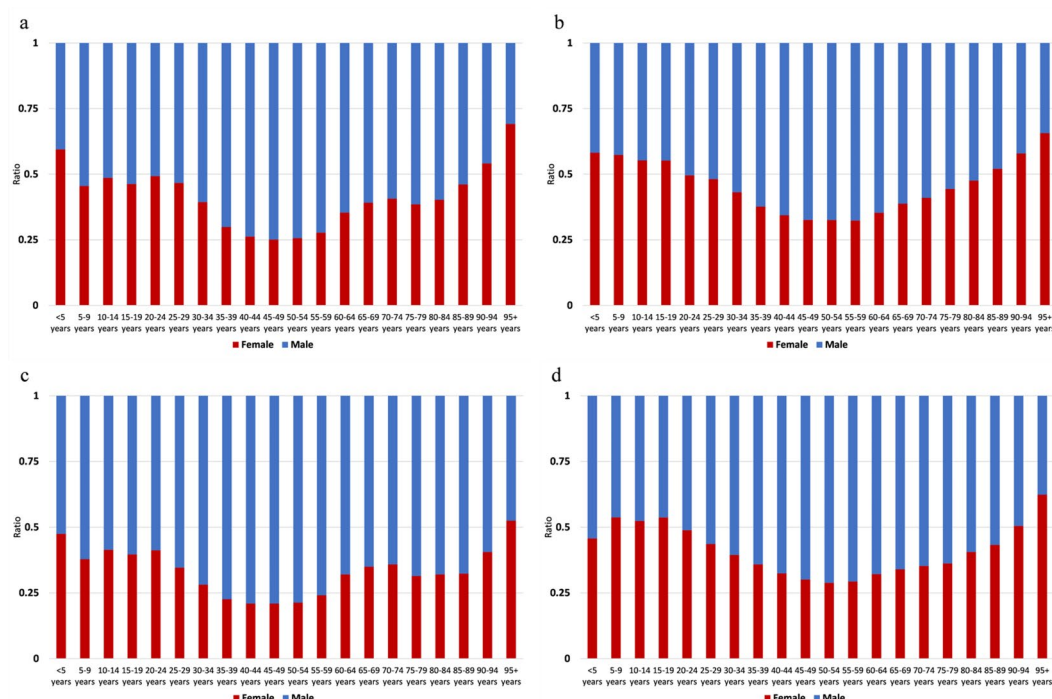 a
1
0.75
0.5
0.25
0
Ratio
<5 5-9 10-14 15-19 20-24 25-29 30-34 35-39 40-44 45-49 50-54 55-59 60-64 65-69 70-74 75-79 80-84 85-89 90-94 95+
years years years years years years years years years years years years years years years years years years years years
Female Male
b
1
0.75
0.5
0.25
0
Ratio
<5 5-9 10-14 15-19 20-24 25-29 30-34 35-39 40-44 45-49 50-54 55-59 60-64 65-69 70-74 75-79 80-84 85-89 90-94 95+
years years years years years years years years years years years years years years years years years years years years
Female Male
c
1
0.75
0.5
0.25
0
Ratio
<5 5-9 10-14 15-19 20-24 25-29 30-34 35-39 40-44 45-49 50-54 55-59 60-64 65-69 70-74 75-79 80-84 85-89 90-94 95+
years years years years years years years years years years years years years years years years years years years years
Female Male
d
1
0.75
0.5
0.25
0
Ratio
<5 5-9 10-14 15-19 20-24 25-29 30-34 35-39 40-44 45-49 50-54 55-59 60-64 65-69 70-74 75-79 80-84 85-89 90-94 95+
years years years years years years years years years years years years years years years years years years years years
Female Male